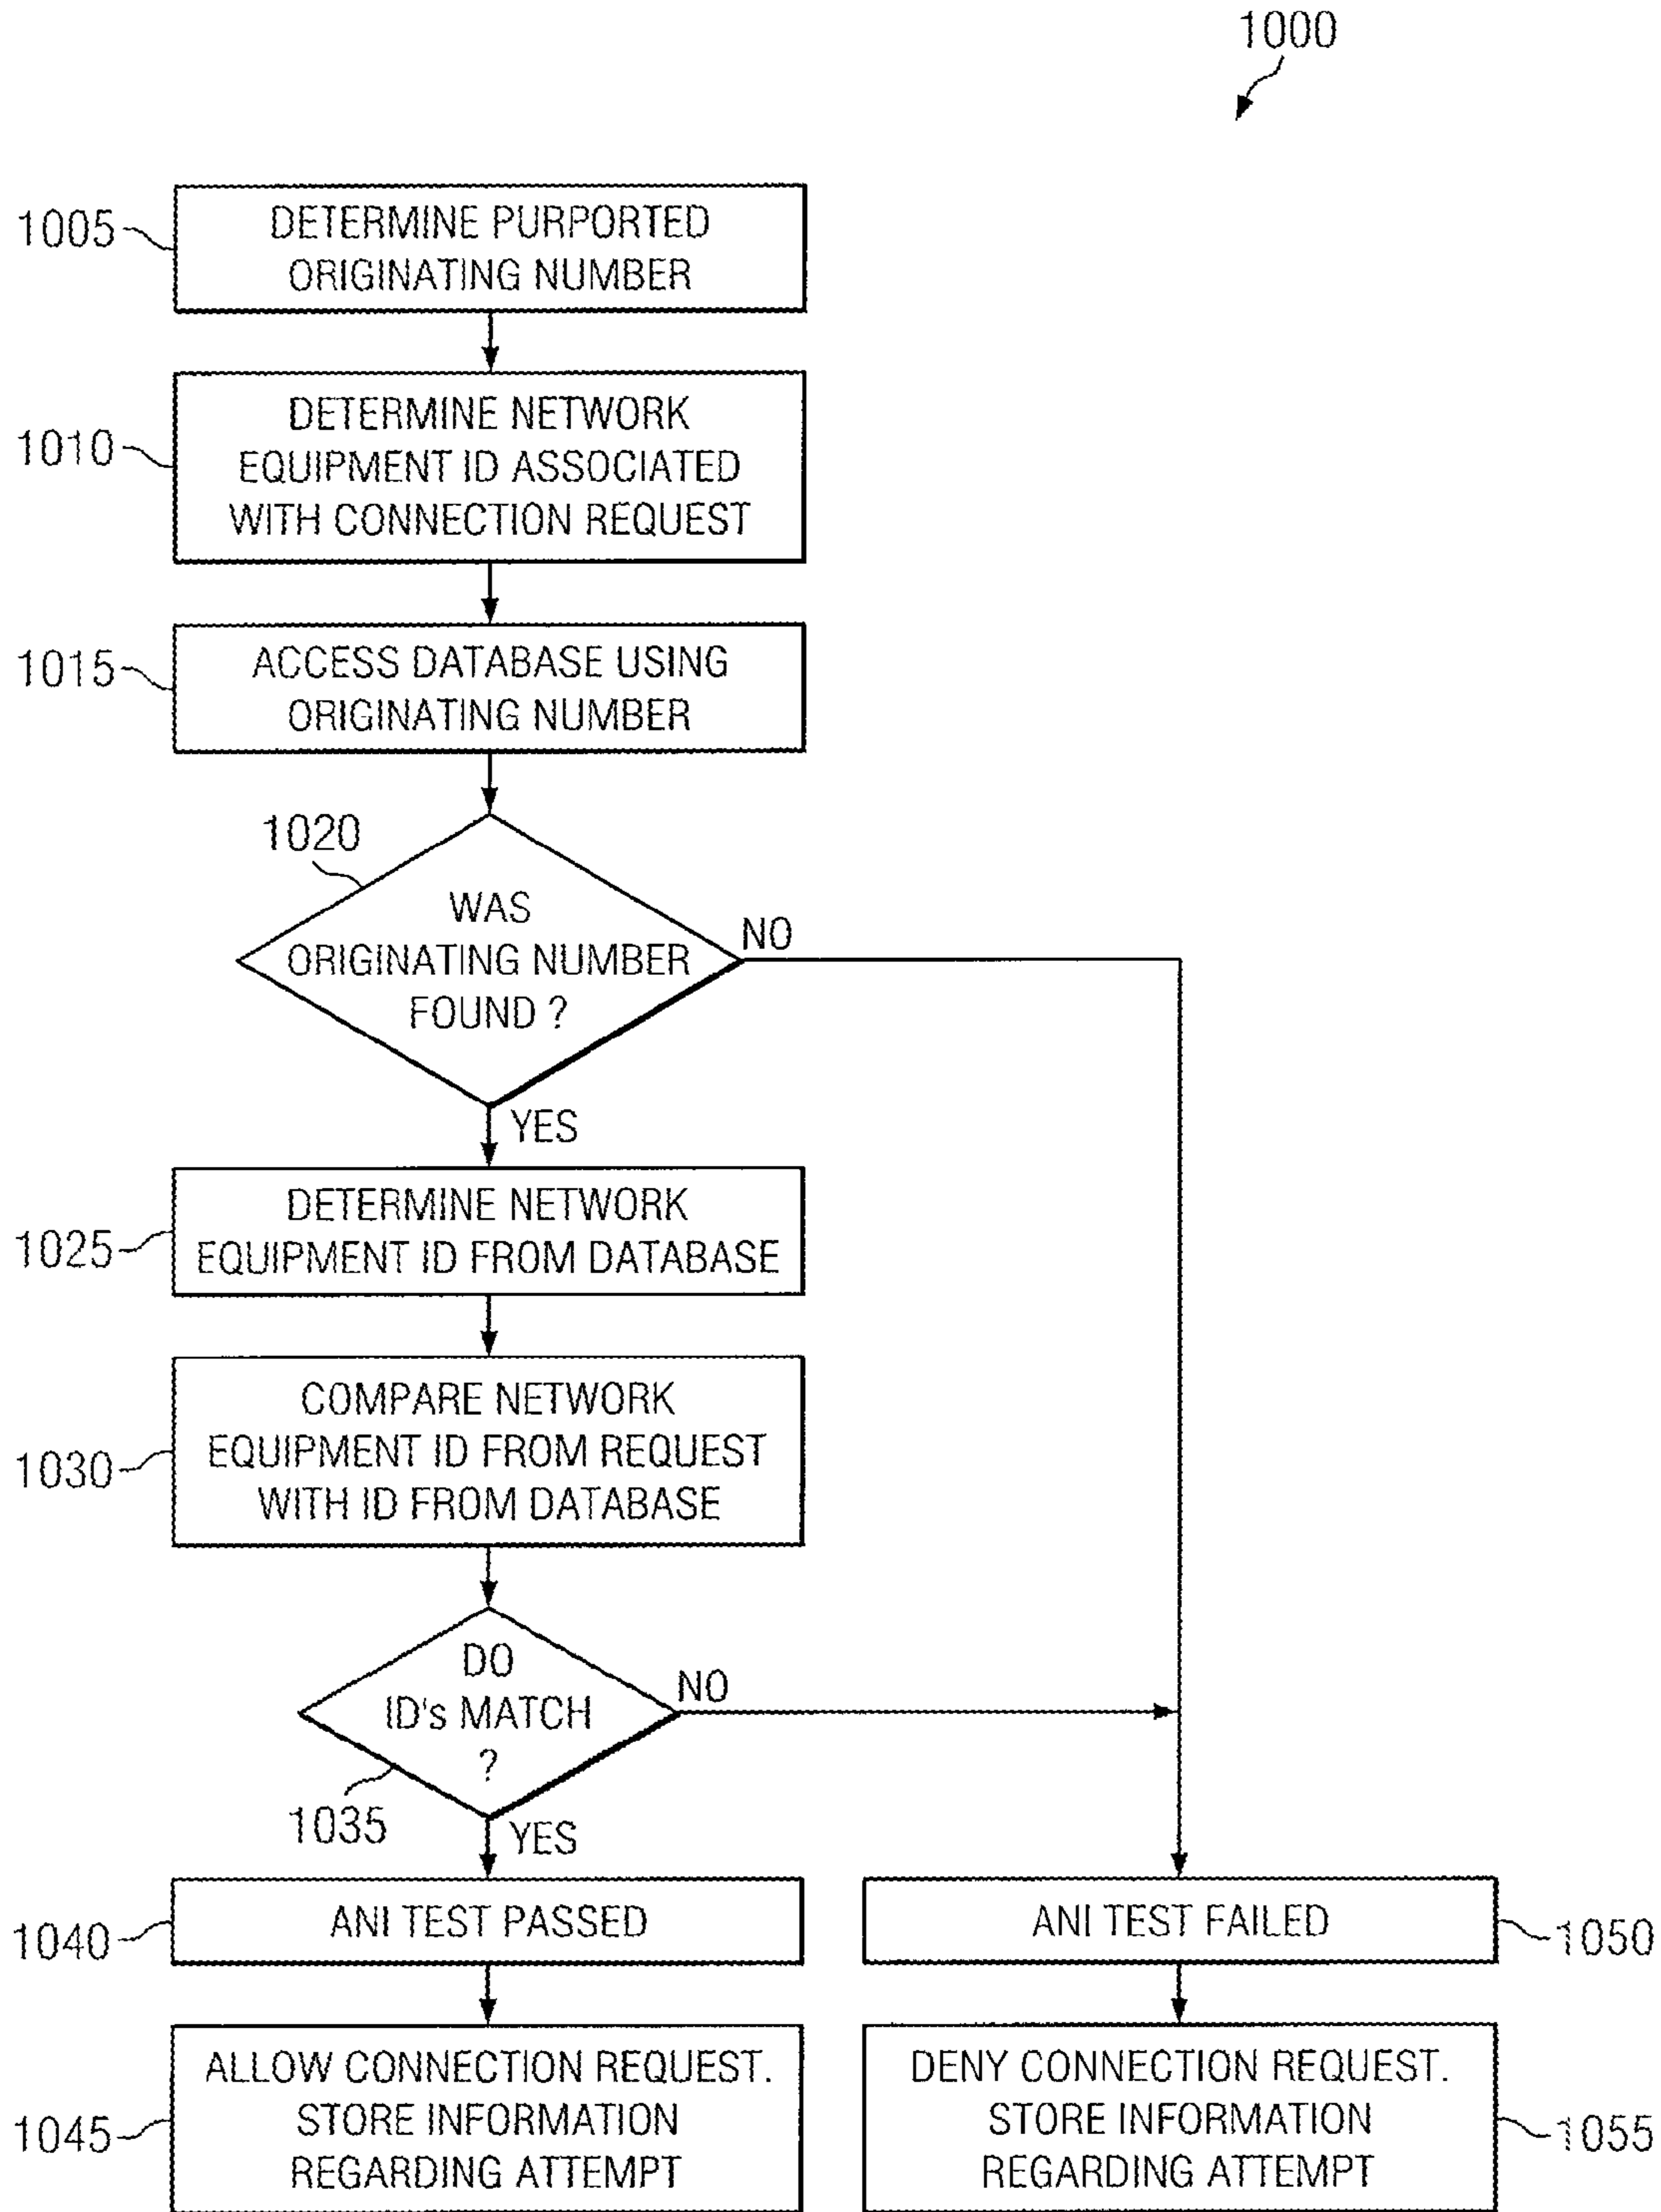 1000
1005
DETERMINE PURPORTED
ORIGINATING NUMBER
1010
DETERMINE NETWORK
EQUIPMENT ID ASSOCIATED
WITH CONNECTION REQUEST
1015
ACCESS DATABASE USING
ORIGINATING NUMBER
1020
WAS
ORIGINATING NUMBER
FOUND ?
NO
YES
1025
DETERMINE NETWORK
EQUIPMENT ID FROM DATABASE
1030
COMPARE NETWORK
EQUIPMENT ID FROM REQUEST
WITH ID FROM DATABASE
DO
ID's MATCH
?
NO
1035
YES
1040
ANI TEST PASSED
ANI TEST FAILED
1050
1045
ALLOW CONNECTION REQUEST.
STORE INFORMATION
REGARDING ATTEMPT
DENY CONNECTION REQUEST.
STORE INFORMATION
REGARDING ATTEMPT
1055